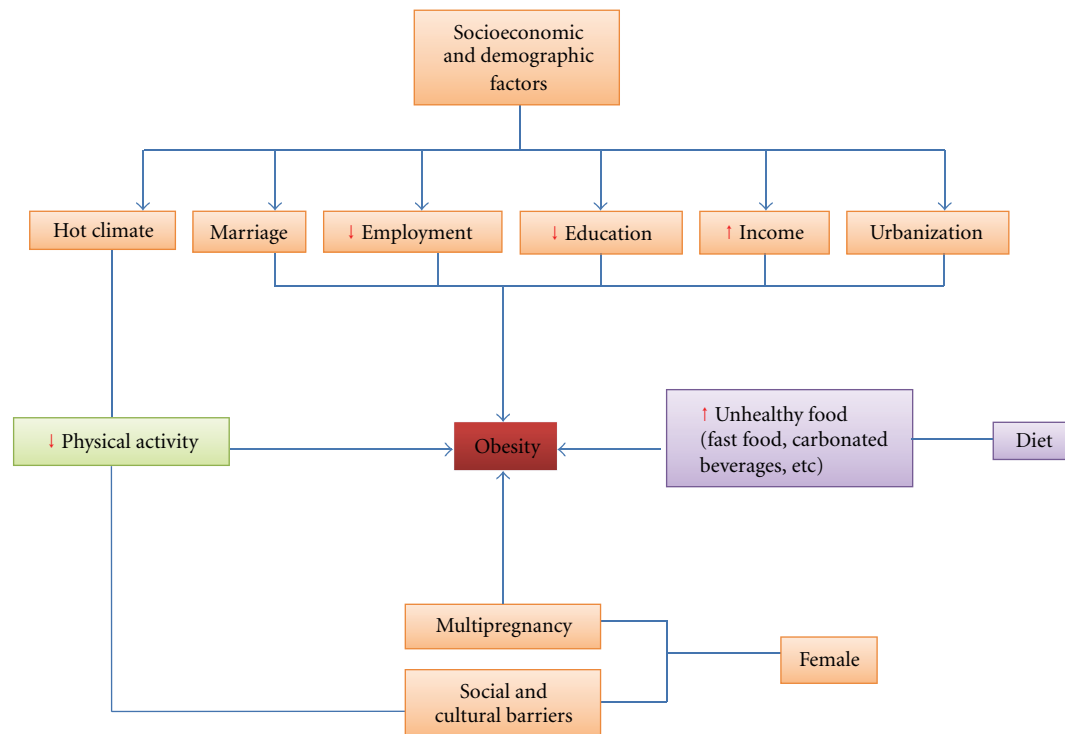 Socioeconomic
and demographic
factors
Hot climate
Marriage
↓ Employment
↓ Education
↑ Income
Urbanization
↓ Physical activity
Obesity
↑ Unhealthy food
(fast food, carbonated
beverages, etc)
Diet
Multipregnancy
Female
Social and
cultural barriers